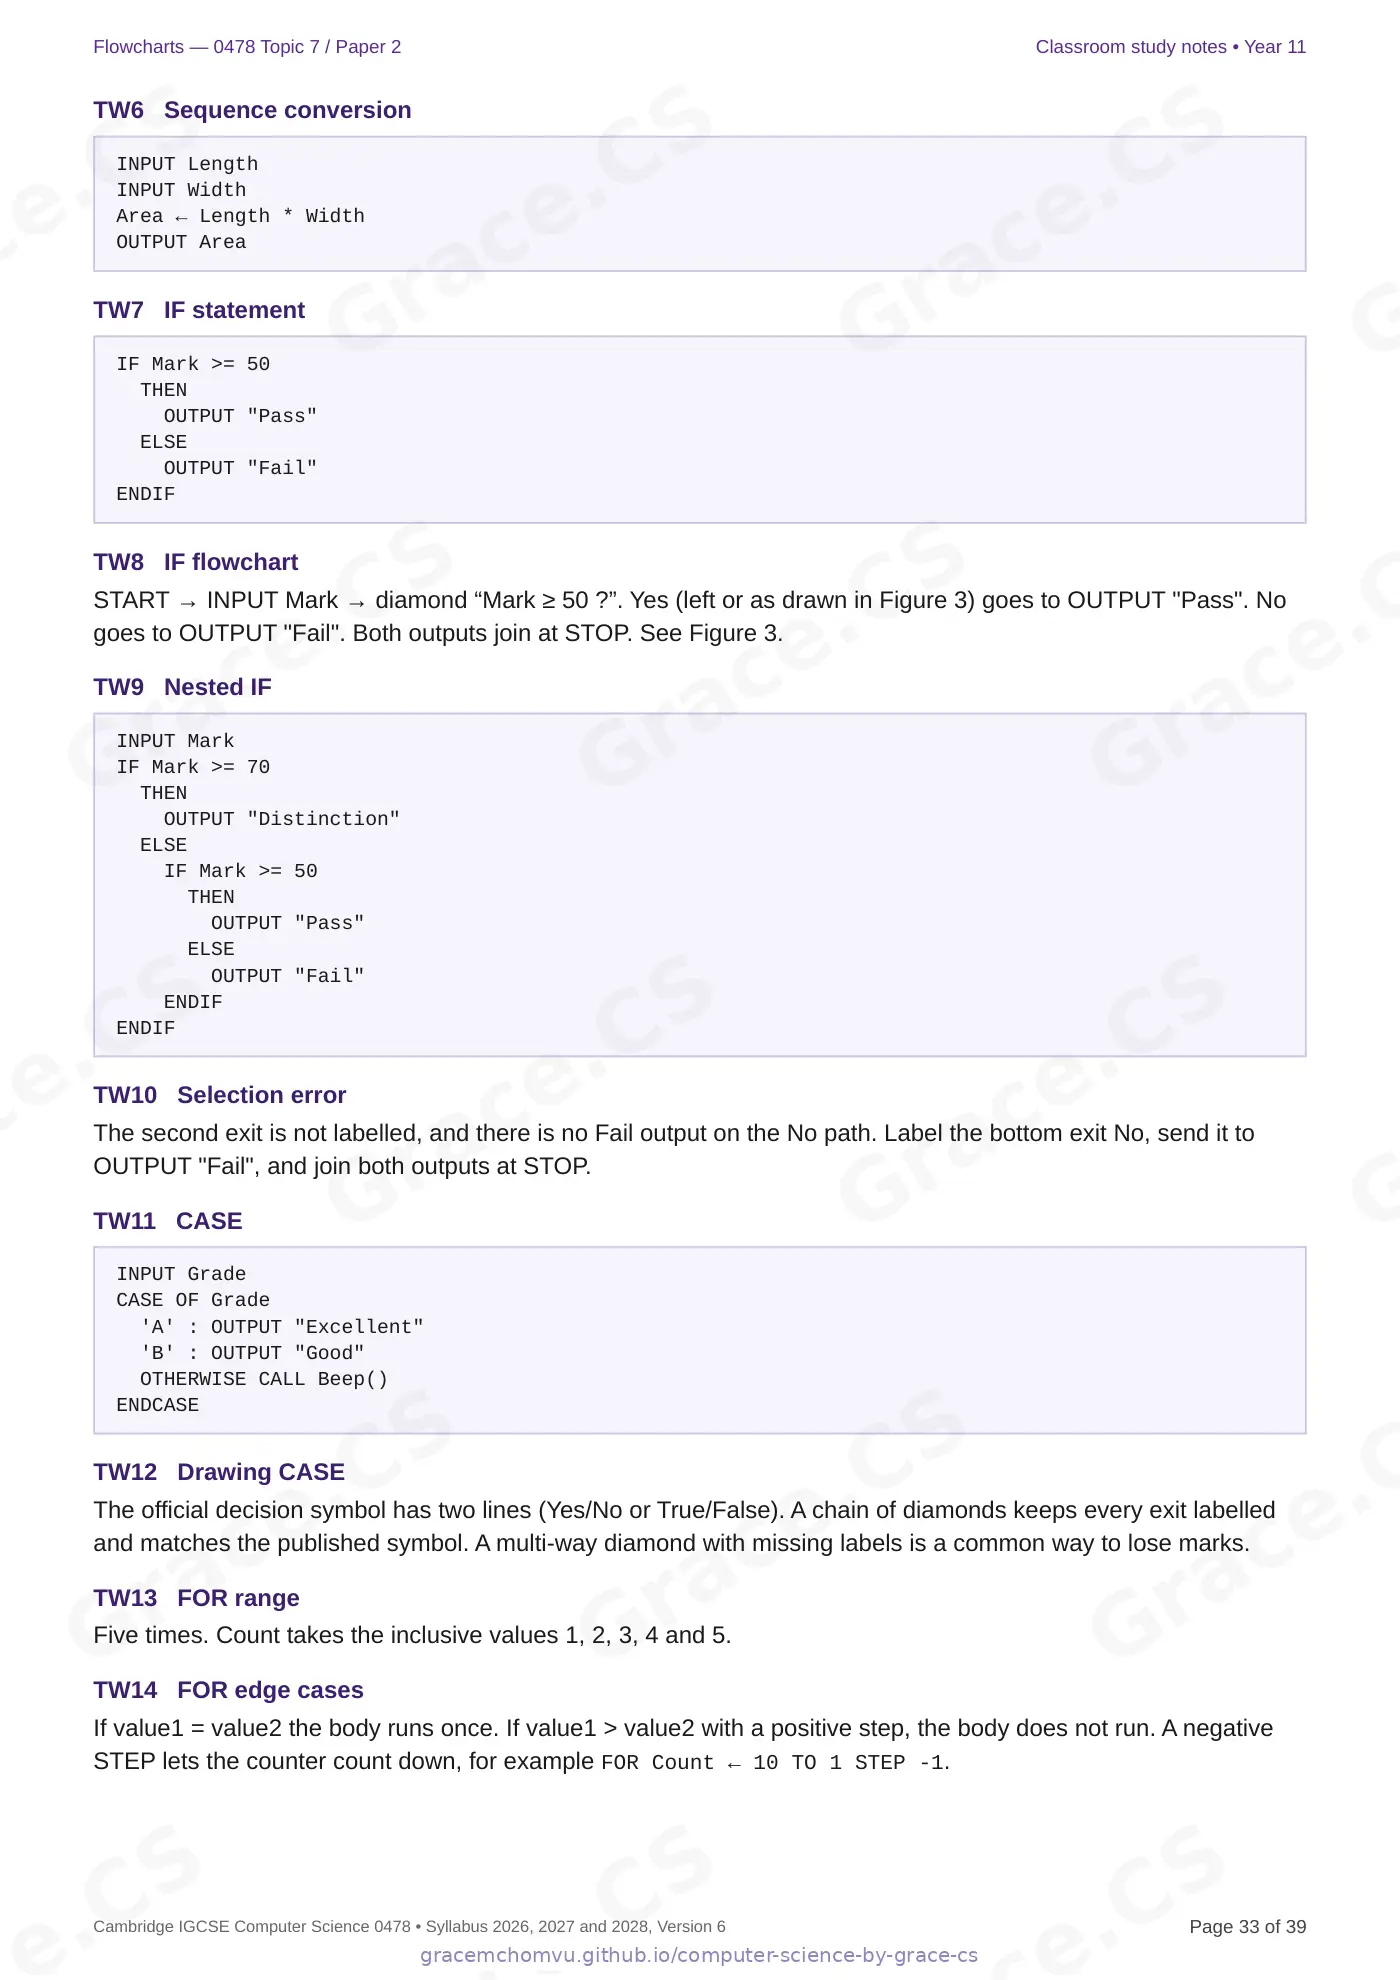 Flowcharts — 0478 Topic 7 / Paper 2
Classroom study notes • Year 11
TW6 Sequence conversion
INPUT Length
INPUT Width
Area ← Length * Width
OUTPUT Area
TW7 IF statement
IF Mark >= 50
  THEN
    OUTPUT "Pass"
  ELSE
    OUTPUT "Fail"
ENDIF
TW8 IF flowchart
START → INPUT Mark → diamond “Mark ≥ 50 ?”. Yes (left or as drawn in Figure 3) goes to OUTPUT "Pass". No
goes to OUTPUT "Fail". Both outputs join at STOP. See Figure 3.
TW9 Nested IF
INPUT Mark
IF Mark >= 70
  THEN
    OUTPUT "Distinction"
  ELSE
    IF Mark >= 50
      THEN
        OUTPUT "Pass"
      ELSE
        OUTPUT "Fail"
    ENDIF
ENDIF
TW10 Selection error
The second exit is not labelled, and there is no Fail output on the No path. Label the bottom exit No, send it to
OUTPUT "Fail", and join both outputs at STOP.
TW11 CASE
INPUT Grade
CASE OF Grade
  'A' : OUTPUT "Excellent"
  'B' : OUTPUT "Good"
  OTHERWISE CALL Beep()
ENDCASE
TW12 Drawing CASE
The official decision symbol has two lines (Yes/No or True/False). A chain of diamonds keeps every exit labelled
and matches the published symbol. A multi-way diamond with missing labels is a common way to lose marks.
TW13 FOR range
Five times. Count takes the inclusive values 1, 2, 3, 4 and 5.
TW14 FOR edge cases
If value1 = value2 the body runs once. If value1 > value2 with a positive step, the body does not run. A negative
STEP lets the counter count down, for example FOR Count ← 10 TO 1 STEP -1.
Cambridge IGCSE Computer Science 0478 • Syllabus 2026, 2027 and 2028, Version 6
Page 33 of 39
gracemchomvu.github.io/computer-science-by-grace-cs
Grace.CS